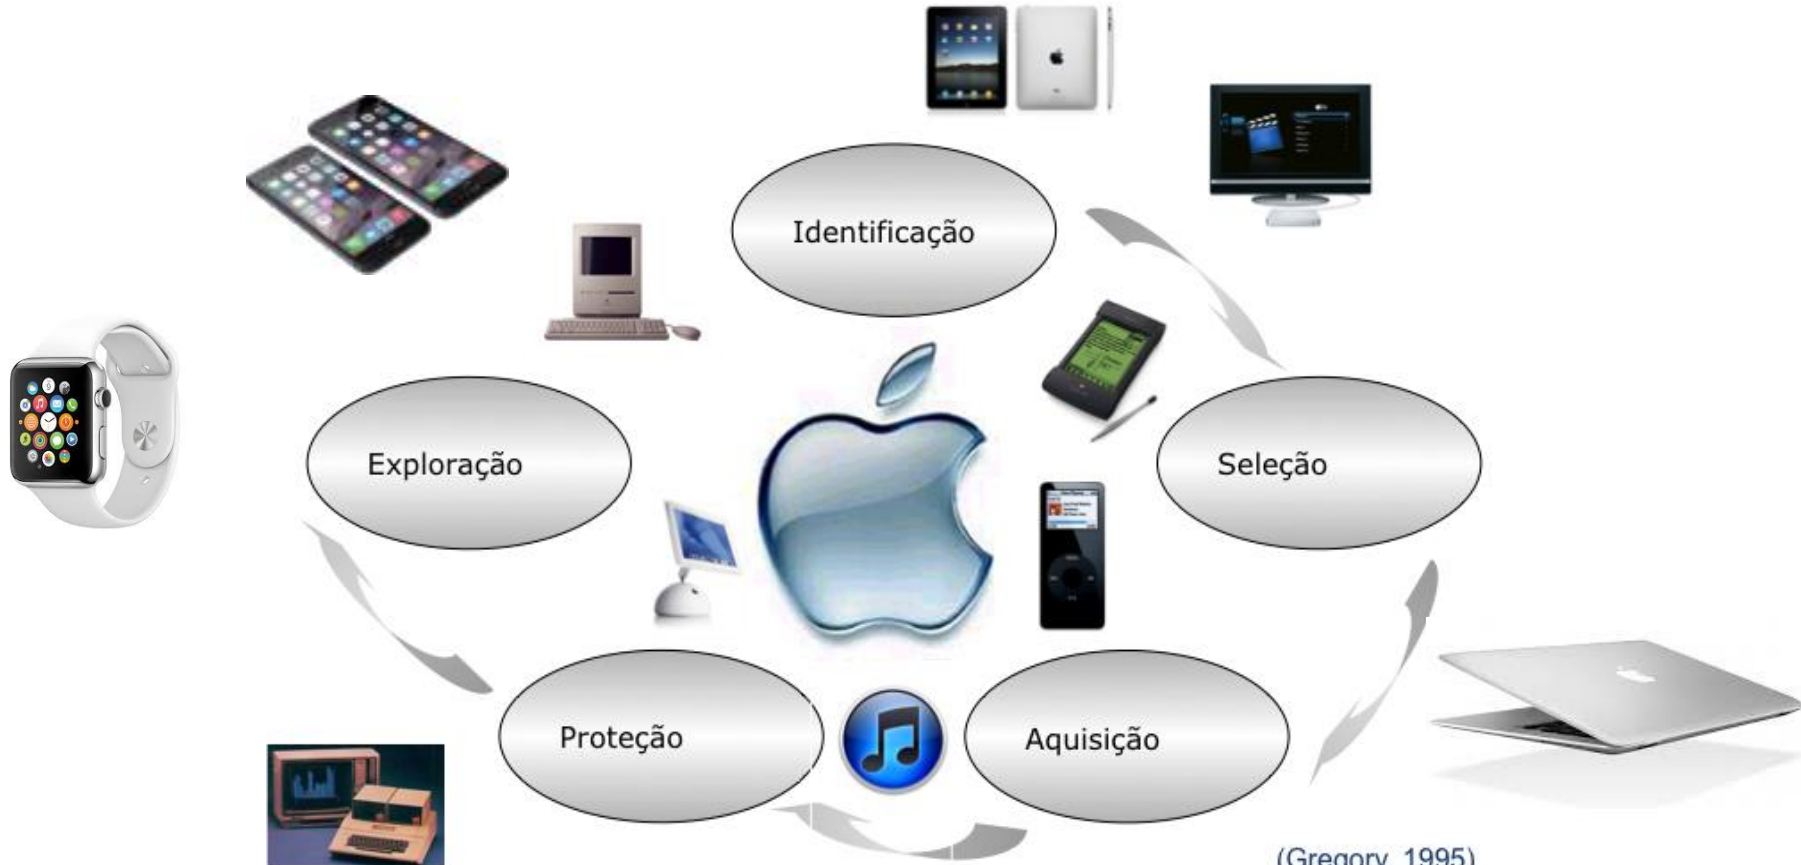 Identificação
Exploração
Seleção
Proteção
Aquisição
(Gregory, 1995)